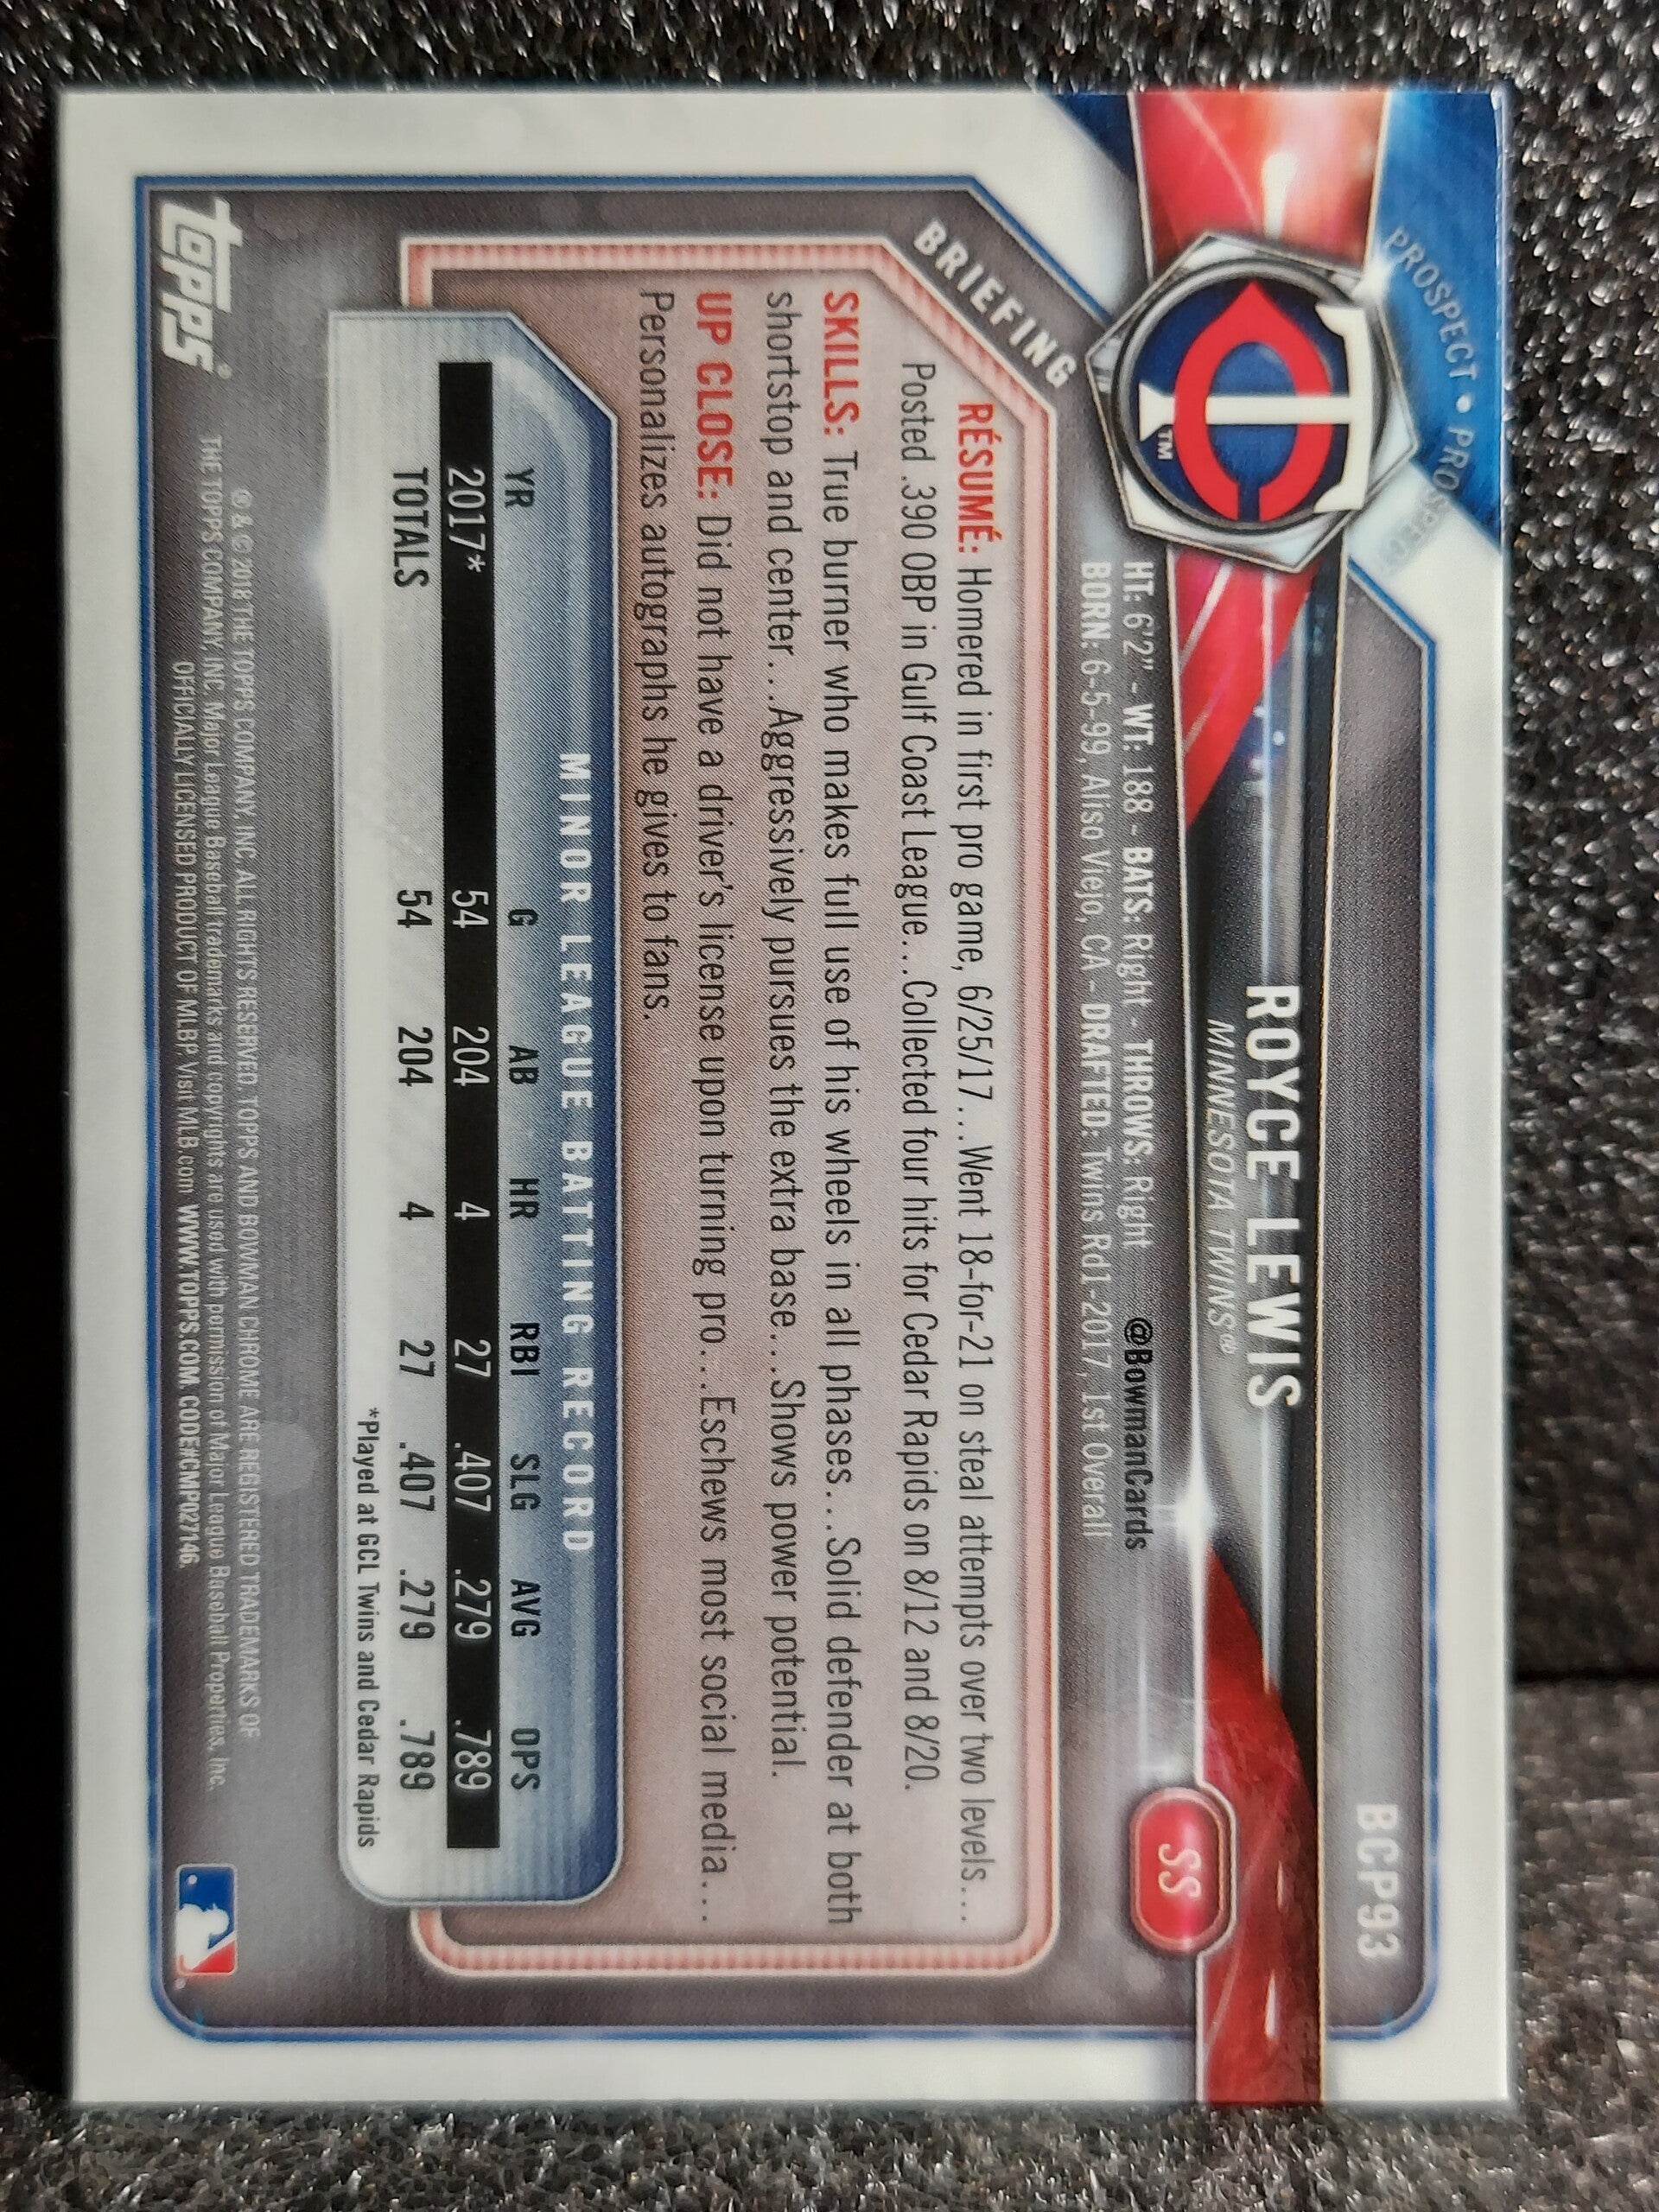 PROSPECT • PROSPECT
BCP93
ROYCE LEWIS
MINNESOTA TWINS®
TC™
SS
HT: 6'2" - WT: 188 - BATS: Right - THROWS: Right @BowmanCards
BORN: 6-5-99, Aliso Viejo, CA - DRAFTED: Twins Rd1-2017, 1st Overall
BRIEFING
RÉSUMÉ: Homered in first pro game, 6/25/17...Went 18-for-21 on steal attempts over two levels...
Posted .390 OBP in Gulf Coast League...Collected four hits for Cedar Rapids on 8/12 and 8/20.
SKILLS: True burner who makes full use of his wheels in all phases...Solid defender at both
shortstop and center...Aggressively pursues the extra base...Shows power potential.
UP CLOSE: Did not have a driver's license upon turning pro...Eschews most social media...
Personalizes autographs he gives to fans.
MINOR LEAGUE BATTING RECORD
YR G AB HR RBI SLG AVG OPS
2017* 54 204 4 27 .407 .279 .789
TOTALS 54 204 4 27 .407 .279 .789
*Played at GCL Twins and Cedar Rapids
topps®
® & © 2018 THE TOPPS COMPANY, INC. ALL RIGHTS RESERVED. TOPPS AND BOWMAN CHROME ARE REGISTERED TRADEMARKS OF
THE TOPPS COMPANY, INC. Major League Baseball trademarks and copyrights are used with permission of Major League Baseball Properties, Inc.
OFFICIALLY LICENSED PRODUCT OF MLBP. Visit MLB.com WWW.TOPPS.COM. CODE#CMP027146.